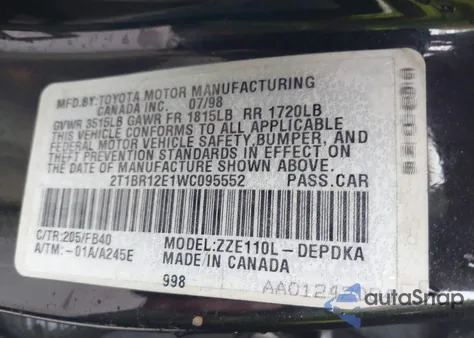 MFD.BY:TOYOTA MOTOR MANUFACTURING
CANADA INC. 07/98
GVWR 3515LB GAWR FR 1815LB RR 1720LB
THIS VEHICLE CONFORMS TO ALL APPLICABLE
FEDERAL MOTOR VEHICLE SAFETY,BUMPER, AND
THEFT PREVENTION STANDARDS IN EFFECT ON THE
DATE OF MANUFACTURE SHOWN ABOVE.
2T1BR12E1WC095552 PASS.CAR
C/TR:205/FB40 MODEL:ZZE110L-DEPDKA
A/TM:-01A/A245E MADE IN CANADA
998
autoSnap